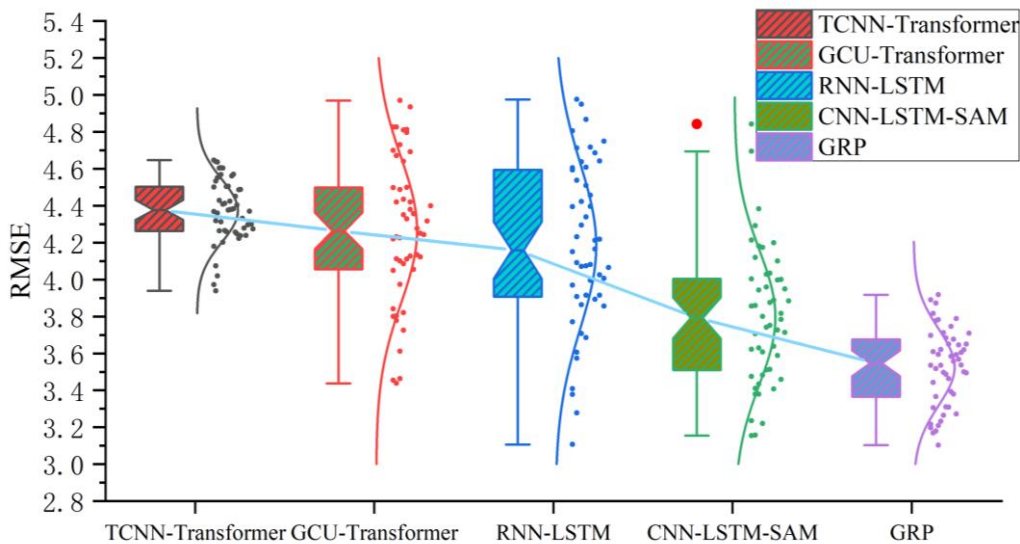 5.4
5.2
5.0
4.8
4.6
4.4
4.2
4.0
3.8
3.6
3.4
3.2
3.0
2.8
RMSE
TCNN-Transformer
GCU-Transformer
RNN-LSTM
CNN-LSTM-SAM
GRP
TCNN-Transformer GCU-Transformer RNN-LSTM CNN-LSTM-SAM GRP